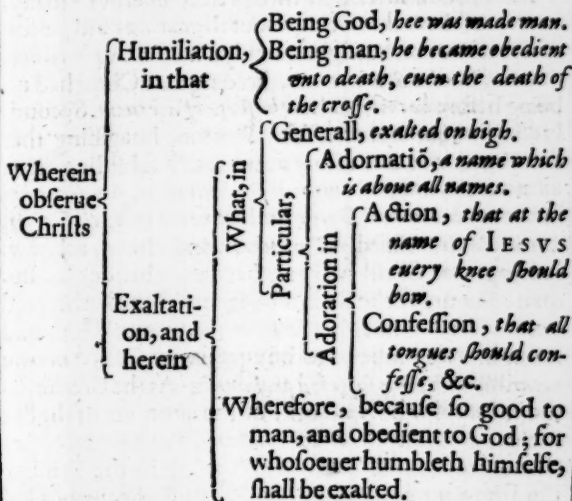 Wherein
obſerue
Chriſts
Humiliation,
in that
Being God, hee was made man.
Being man, he became obedient
vnto death, euen the death of
the croſſe.
Exaltati-
on, and
herein
What, in
Generall, exalted on high.
Particular,
Adornatiō, a name which
is aboue all names.
Adoration in
Action, that at the
name of IESVS
euery knee ſhould
bow.
Confeſſion, that all
tongues ſhould con-
feſſe, &c.
Wherefore, becauſe ſo good to
man, and obedient to God; for
whoſoeuer humbleth himſelfe,
ſhall be exalted.